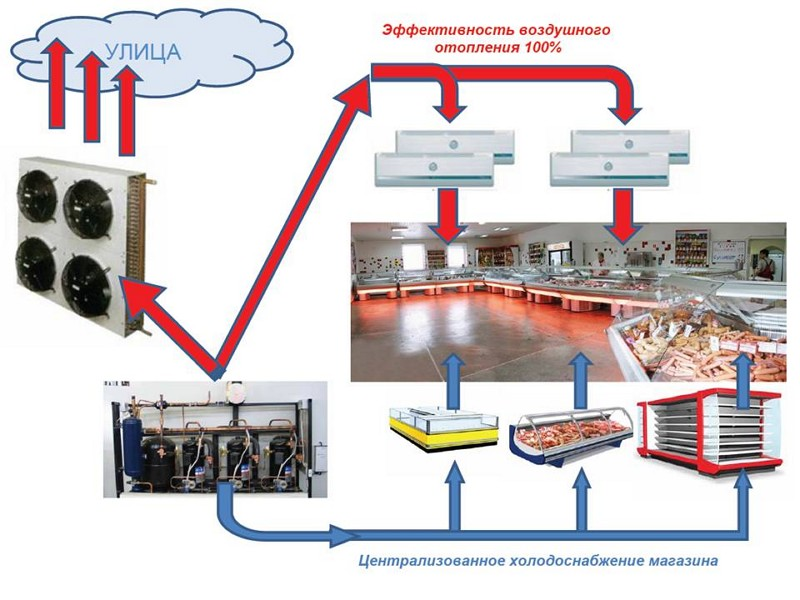 Эффективность воздушного
отопления 100%
УЛИЦА
Централизованное холодоснабжение магазина